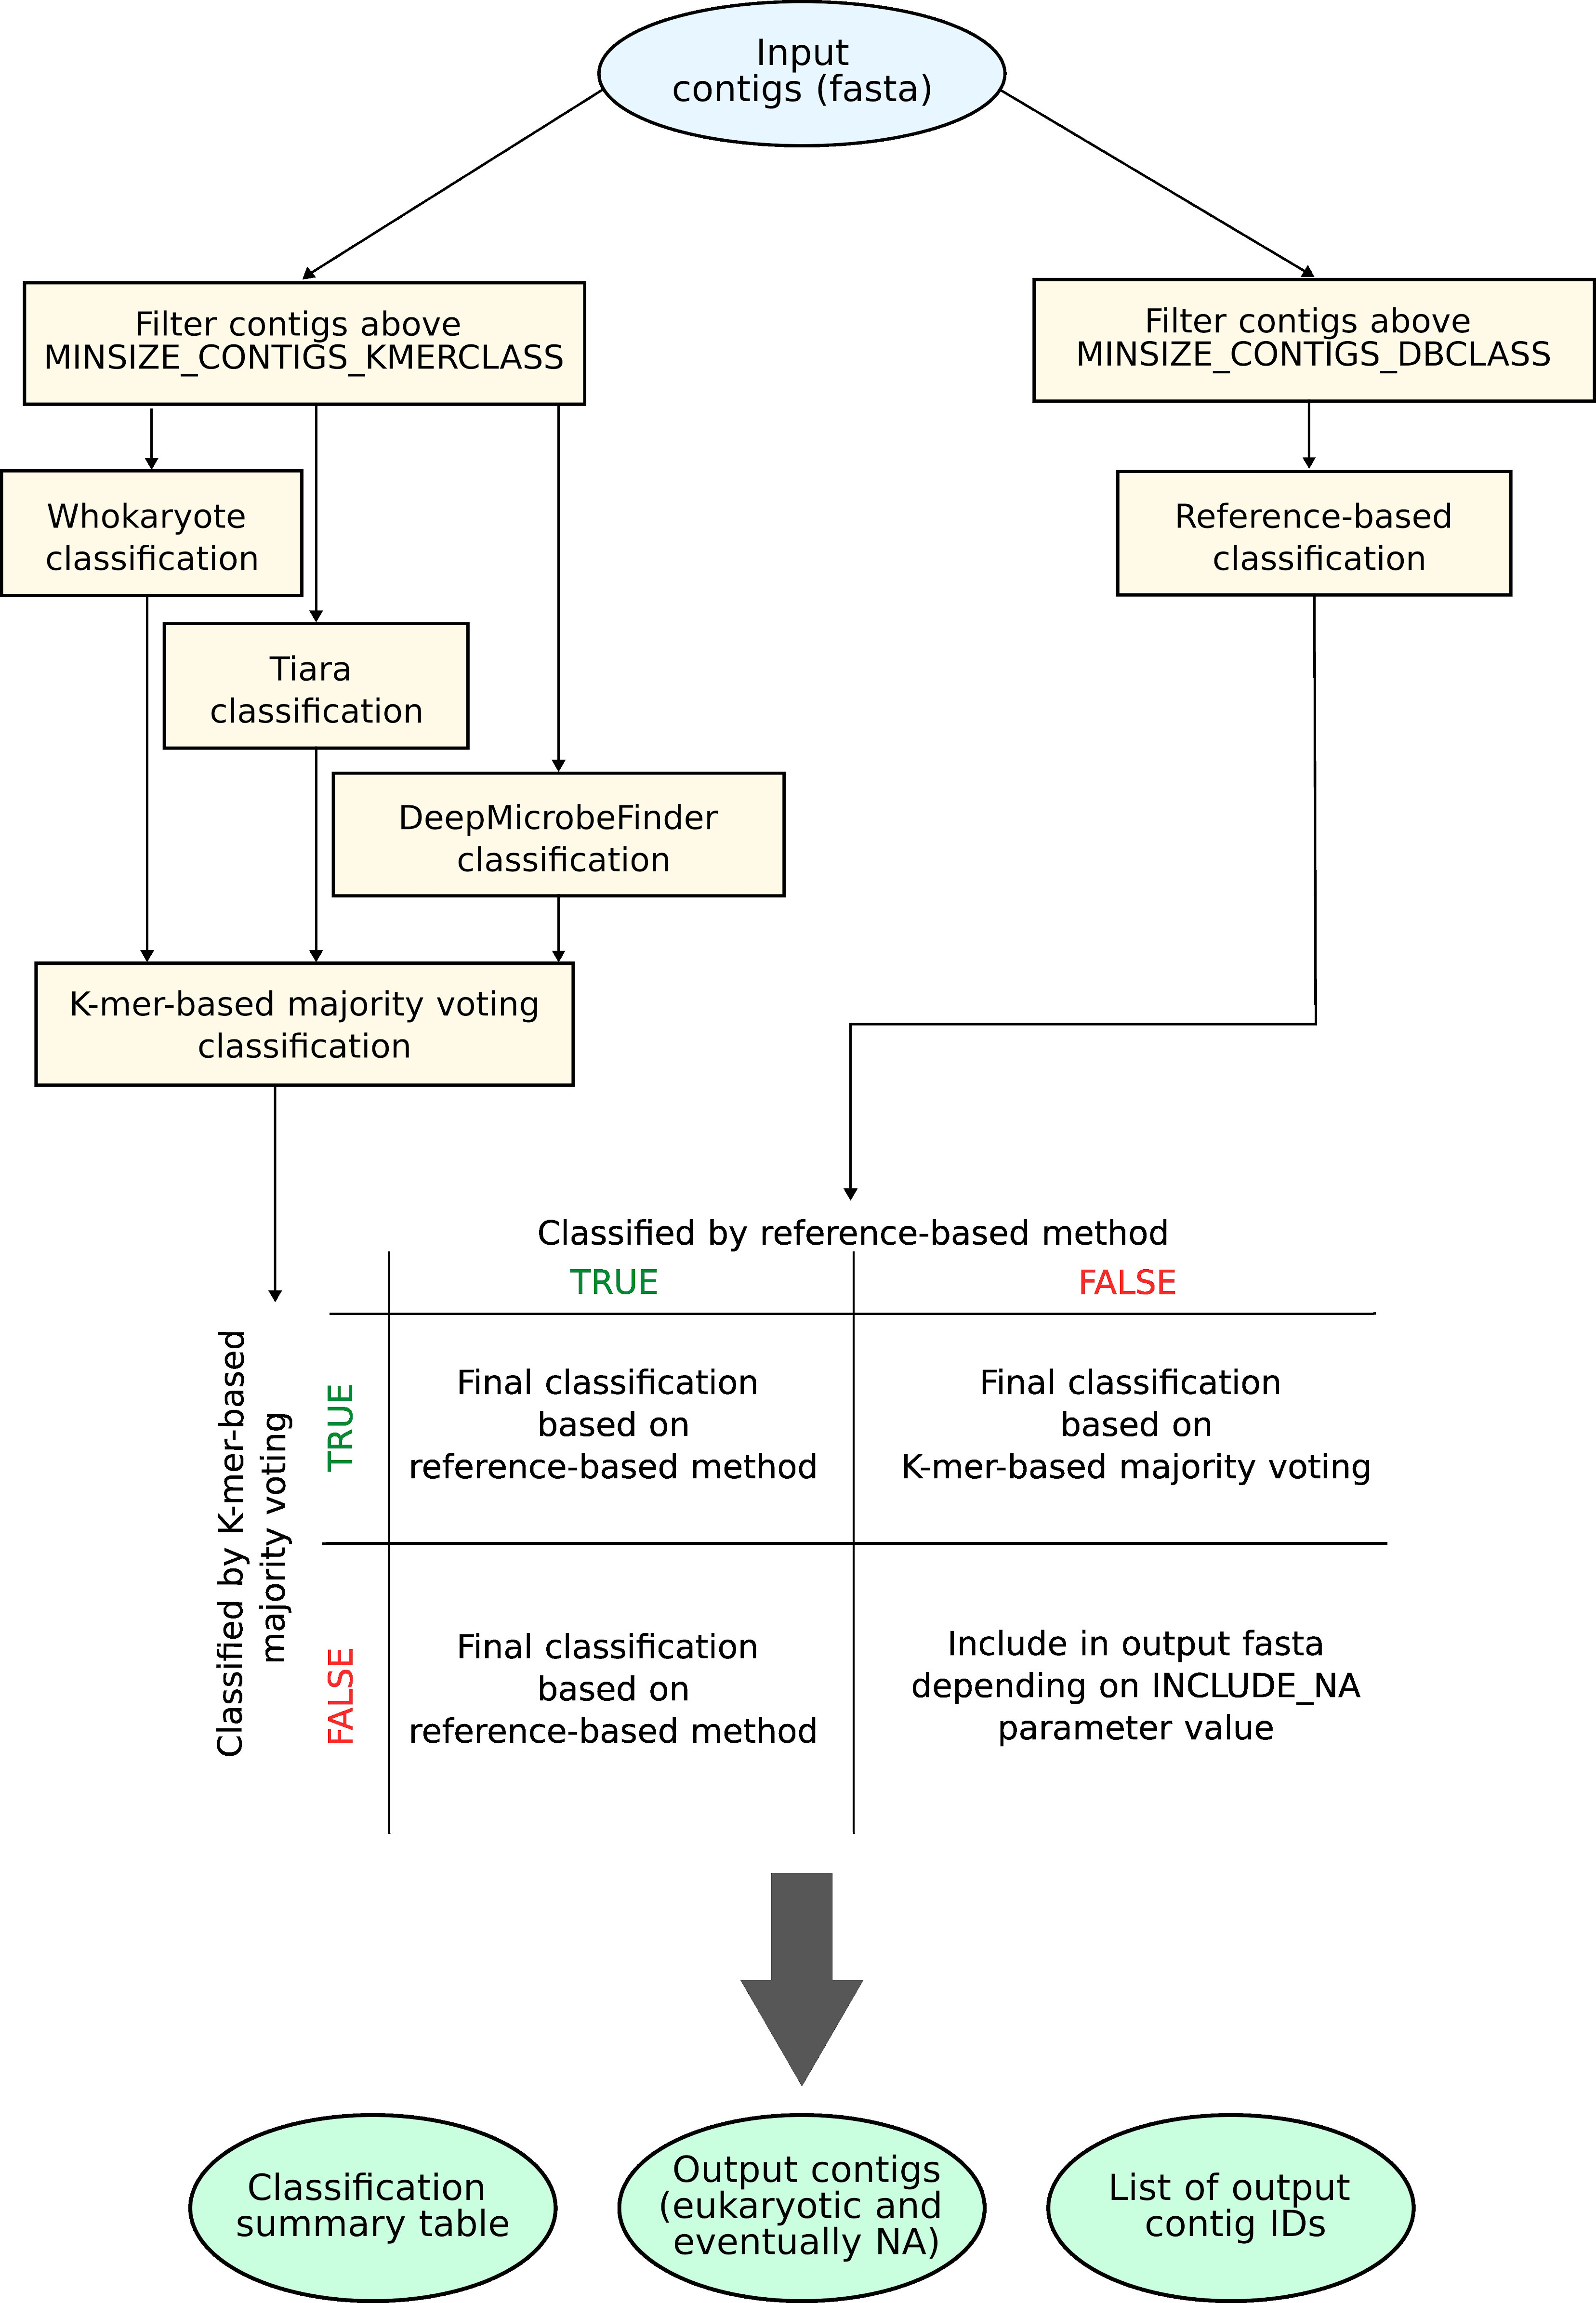 Input
contigs (fasta)
Filter contigs above
MINSIZE_CONTIGS_KMERCLASS
Filter contigs above
MINSIZE_CONTIGS_DBCLASS
Whokaryote
classification
Reference-based
classification
Tiara
classification
DeepMicrobeFinder
classification
K-mer-based majority voting
classification
Classified by reference-based method
TRUE
FALSE
Classified by K-mer-based
majority voting
TRUE
Final classification
based on
reference-based method
Final classification
based on
K-mer-based majority voting
FALSE
Final classification
based on
reference-based method
Include in output fasta
depending on INCLUDE_NA
parameter value
Classification
summary table
Output contigs
(eukaryotic and
eventually NA)
List of output
contig IDs